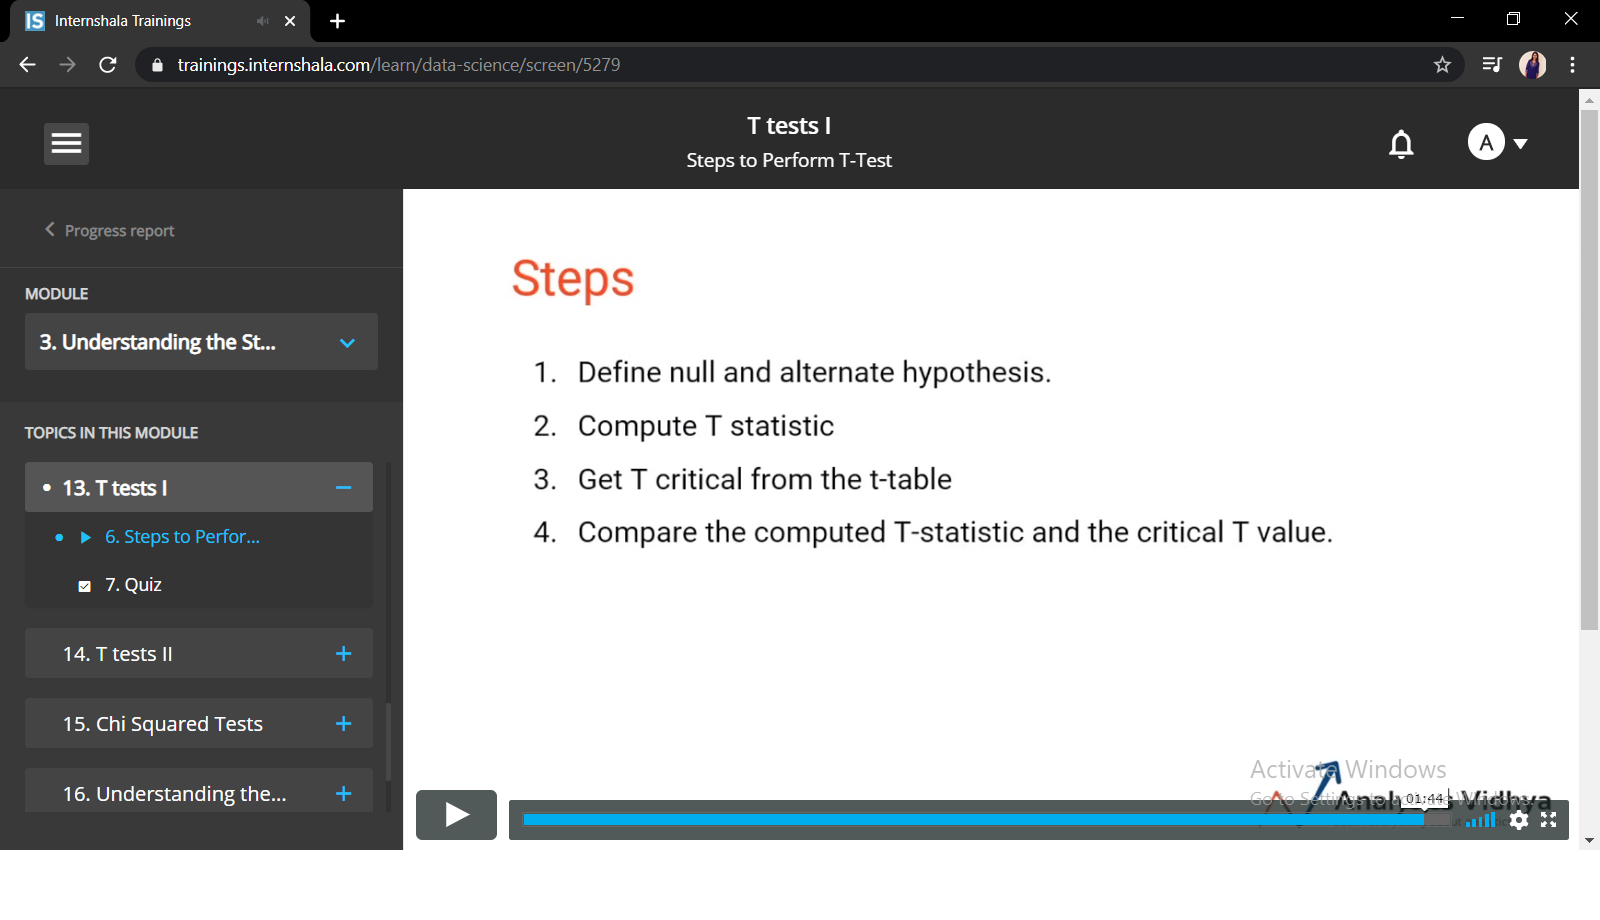 IS Internshala Trainings
trainings.internshala.com/learn/data-science/screen/5279
T tests I
Steps to Perform T-Test
A
Progress report
MODULE
3. Understanding the St...
TOPICS IN THIS MODULE
13. T tests I
6. Steps to Perfor...
7. Quiz
14. T tests II
15. Chi Squared Tests
16. Understanding the...
Steps
1. Define null and alternate hypothesis.
2. Compute T statistic
3. Get T critical from the t-table
4. Compare the computed T-statistic and the critical T value.
Activate Windows
Go to Settings to activate Windows.
Vidhya
01:44